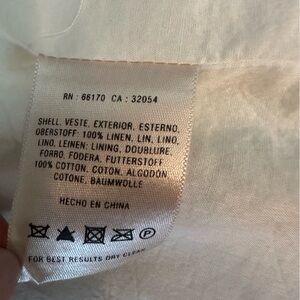 RN : 66170 CA : 32054
SHELL, VESTE, EXTERIOR, ESTERNO,
OBERSTOFF: 100% LINEN, LIN, LINO,
LINO, LEINEN: LINING, DOUBLURE,
FORRO, FODERA, FUTTERSTOFF
100% COTTON, COTON, ALGODÓN
COTONE, BAUMWOLLE
HECHO EN CHINA
P
FOR BEST RESULTS DRY CLEAN